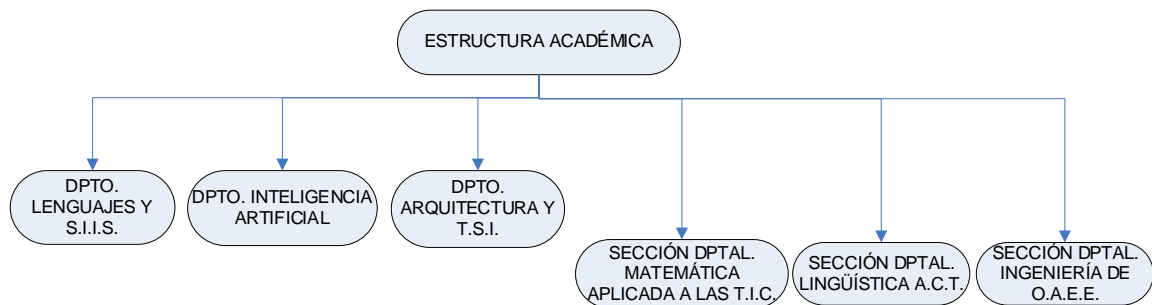 ESTRUCTURA ACADÉMICA
DPTO.
LENGUAJES Y
S.I.I.S.
DPTO. INTELIGENCIA
ARTIFICIAL
DPTO.
ARQUITECTURA Y
T.S.I.
SECCIÓN DPTAL.
MATEMÁTICA
APLICADA A LAS T.I.C.
SECCIÓN DPTAL.
LINGÜÍSTICA A.C.T.
SECCIÓN DPTAL.
INGENIERÍA DE
O.A.E.E.